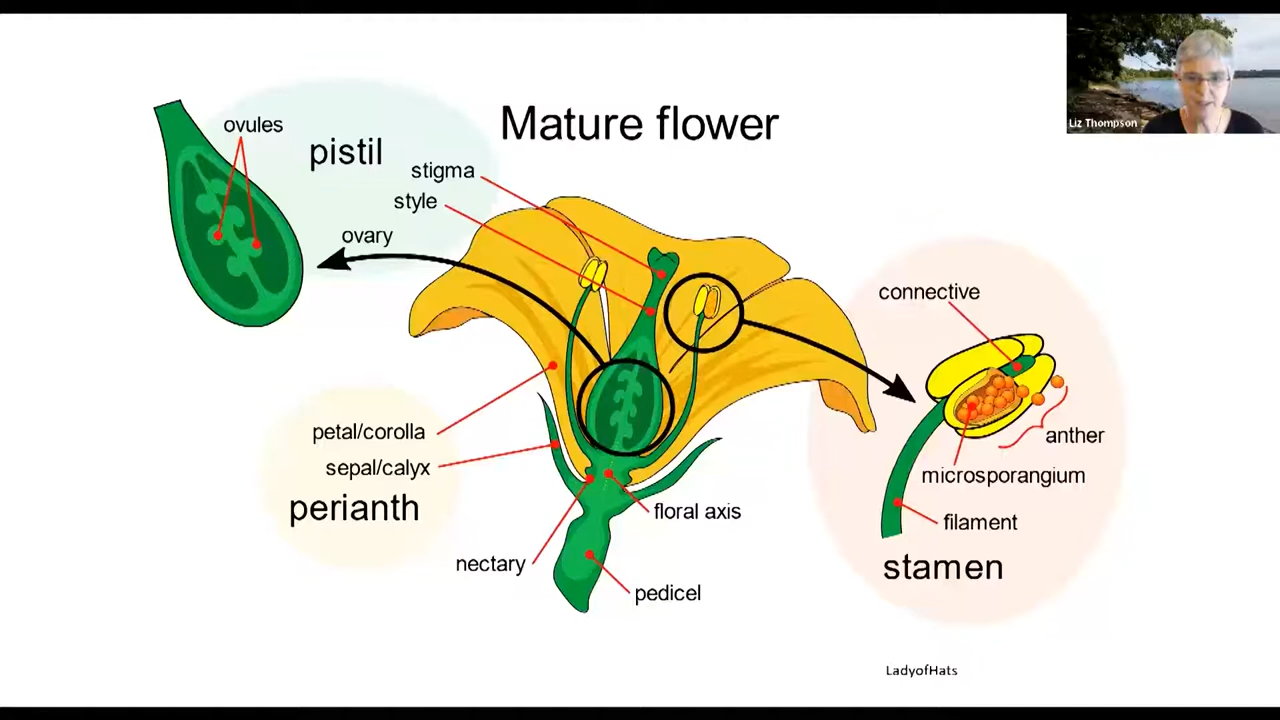 Mature flower
Liz Thompson
ovules
pistil
stigma
style
ovary
connective
petal/corolla
sepal/calyx
perianth
anther
microsporangium
filament
stamen
floral axis
nectary
pedicel
LadyofHats